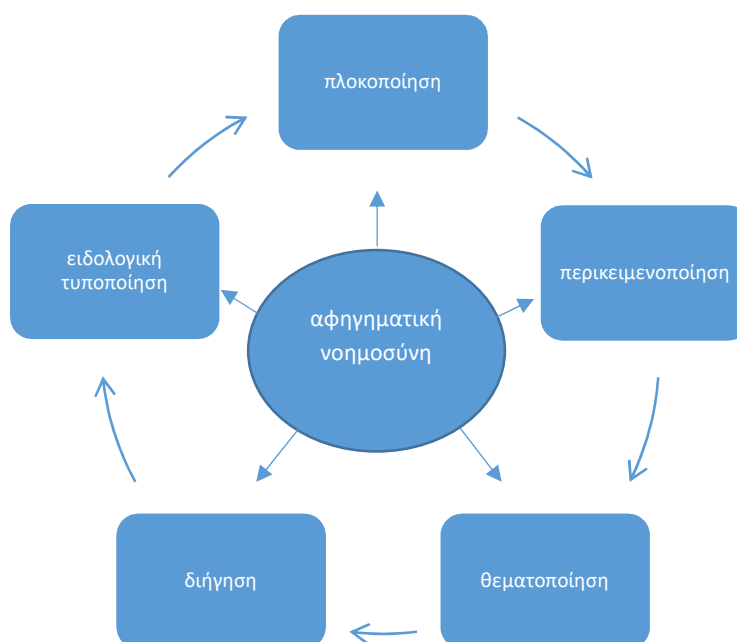 πλοκοποίηση
ειδολογική
τυποποίηση
περικειμενοποίηση
αφηγηματική
νοημοσύνη
διήγηση
θεματοποίηση